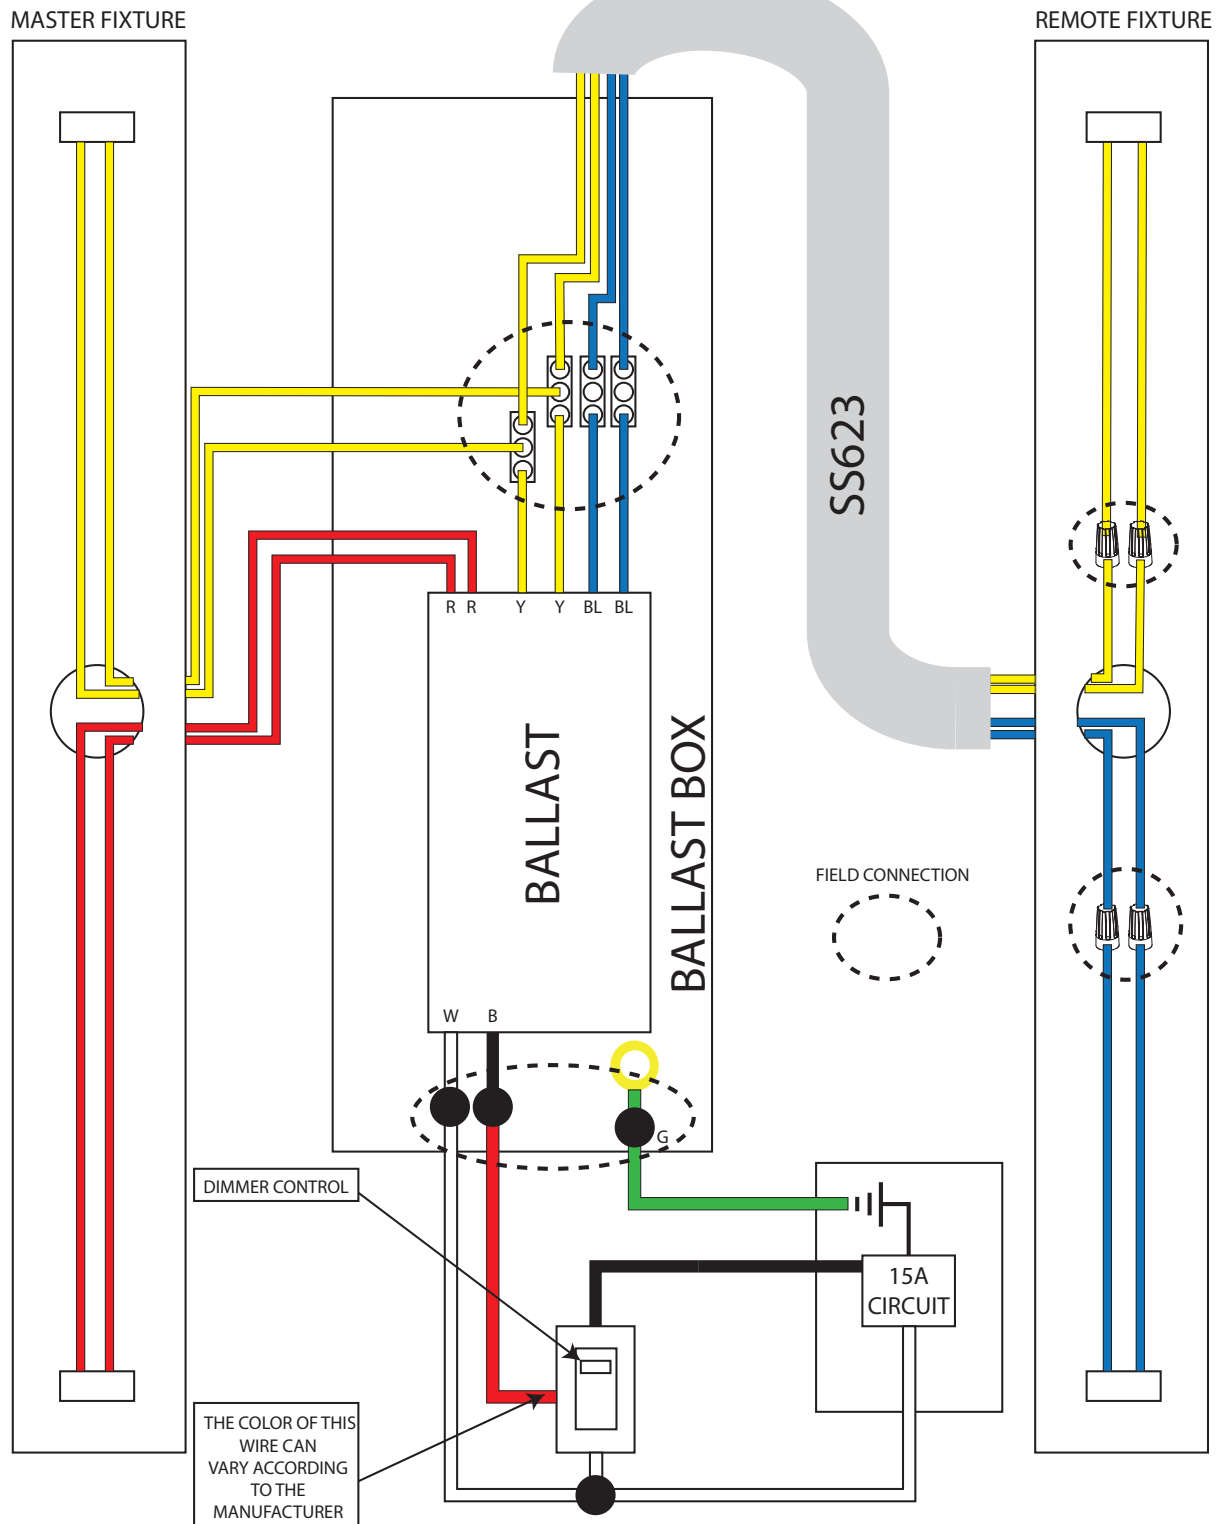 MASTER FIXTURE
REMOTE FIXTURE
SS623
R R Y Y BL BL
BALLAST
BALLAST BOX
FIELD CONNECTION
W B
G
DIMMER CONTROL
15A
CIRCUIT
THE COLOR OF THIS
WIRE CAN
VARY ACCORDING
TO THE
MANUFACTURER